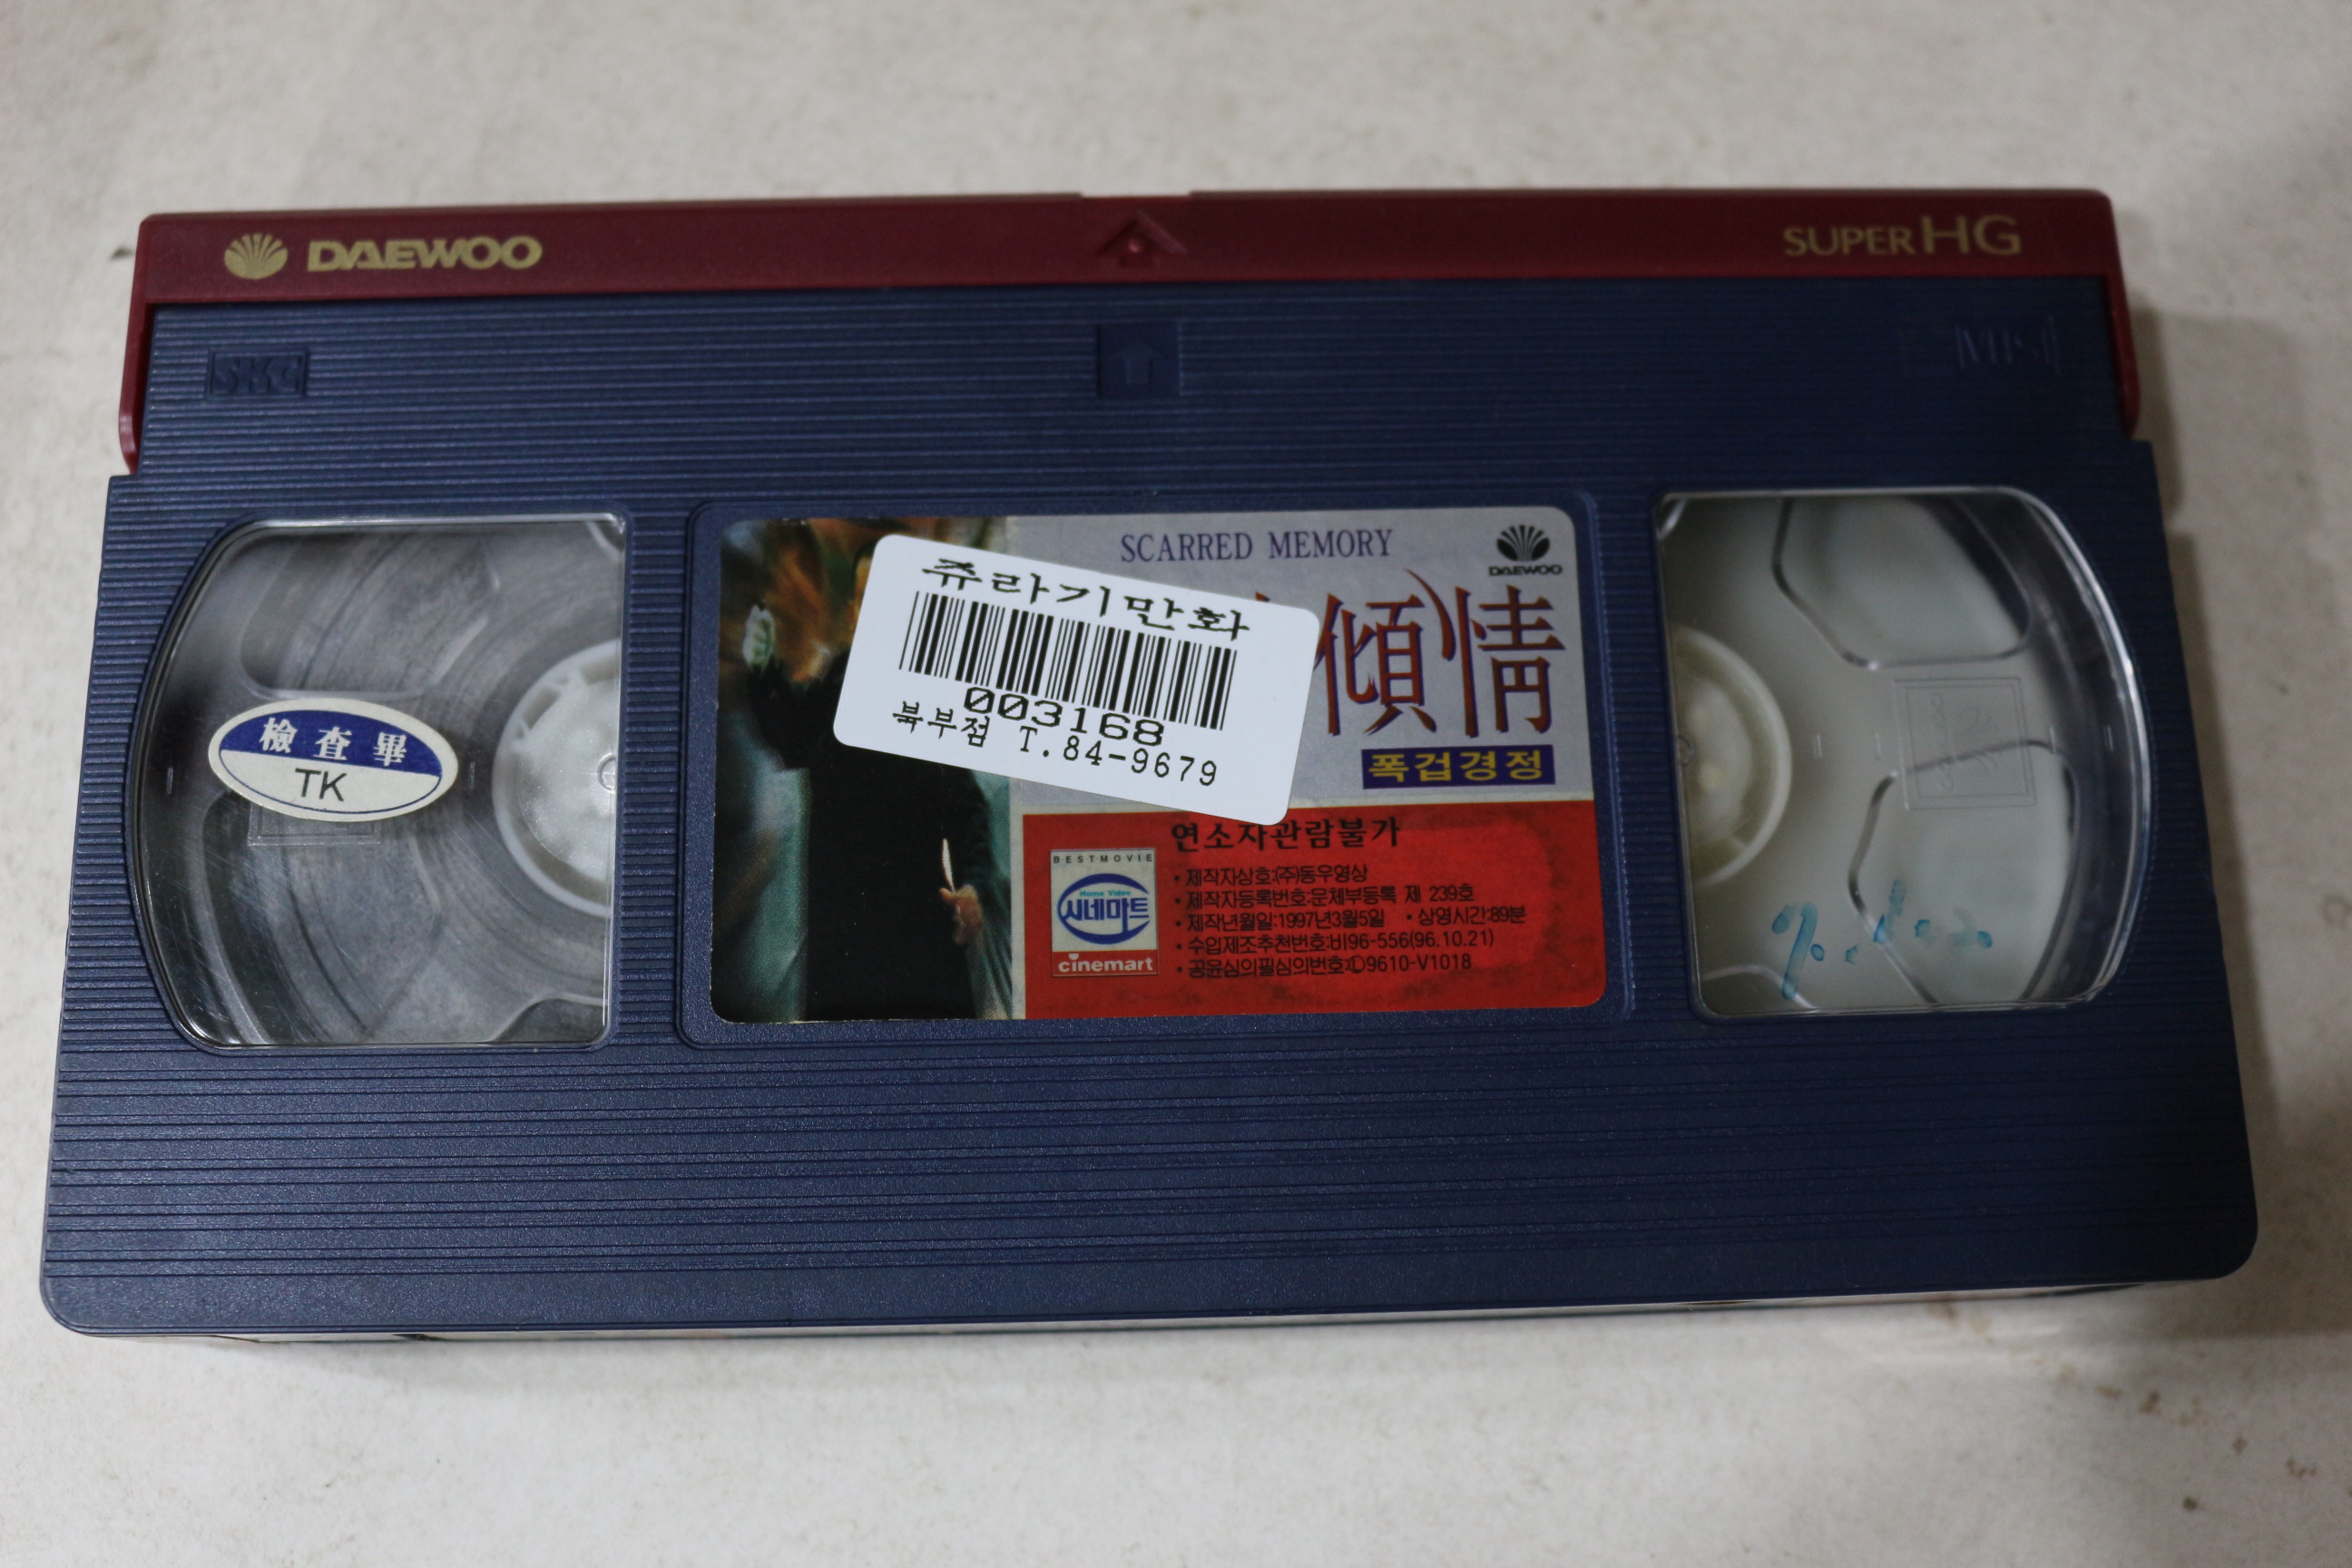 DAEWOO
SUPER HG
SKC
VHS
檢查畢
TK
SCARRED MEMORY
DAEWOO
쥬라기만화
003168
북부점 T.84-9679
傾情
폭겁경정
연소자관람불가
BESTMOVIE
Home Video
시네마트
cinemart
• 제작자상호:(주)동우영상
• 제작자등록번호:문체부등록 제 239호
• 제작년월일:1997년3월5일 • 상영시간:89분
• 수입제조추천번호:비96-556(96.10.21)
• 공윤심의필심의번호:Ⓒ9610-V1018